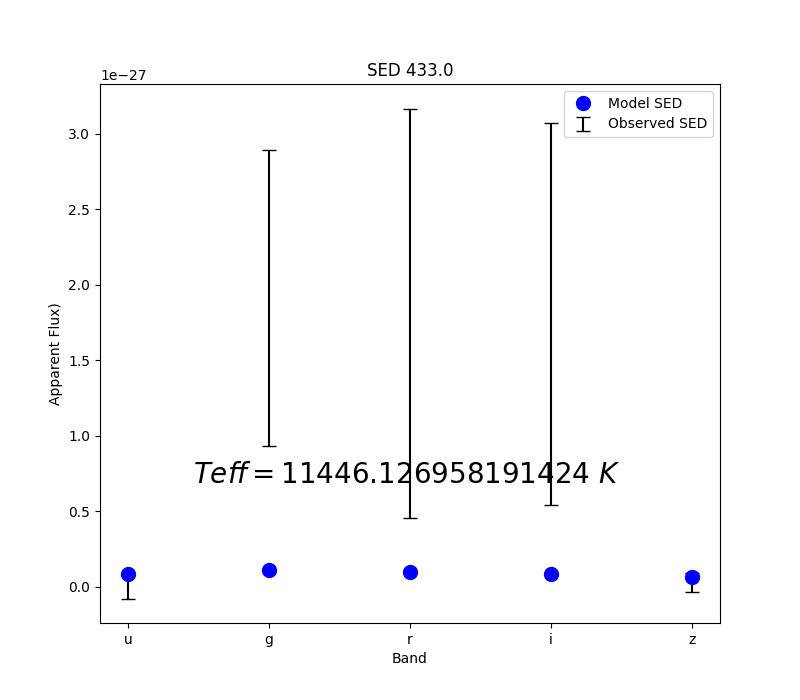 SED 433.0
1e−27
Model SED
Observed SED
3.0
2.5
2.0
1.5
1.0
0.5
0.0
Apparent Flux)
Teff = 11446.126958191424 K
u g r i z
Band